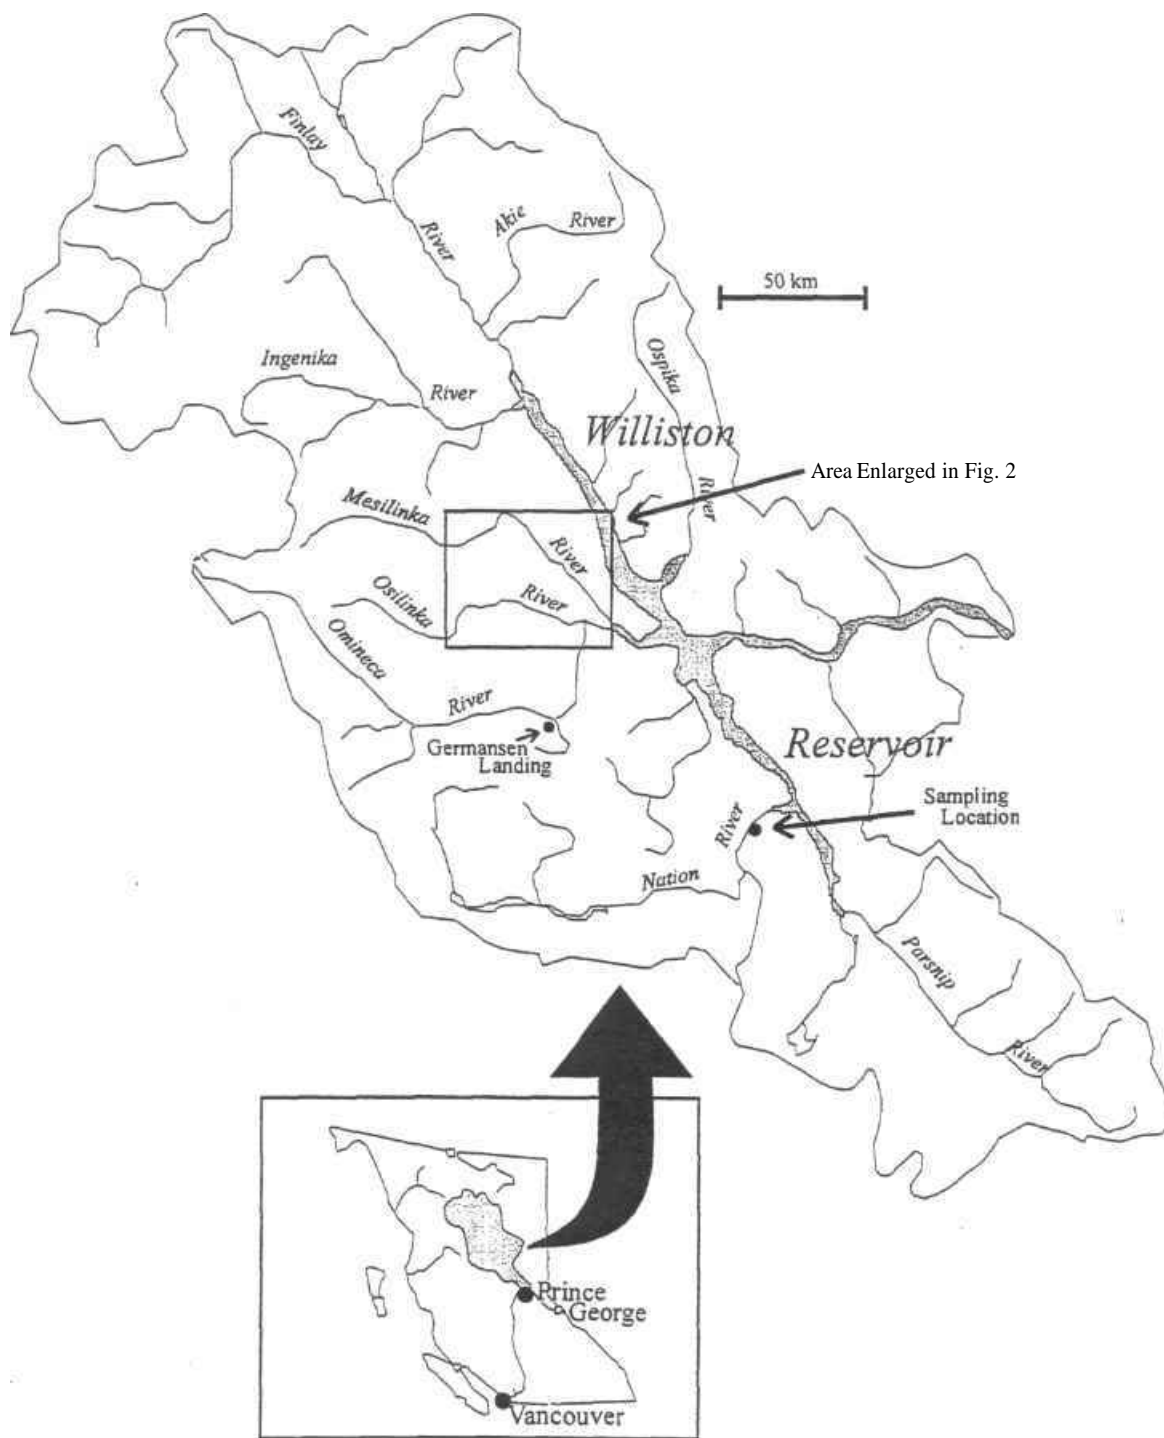 Finlay
River
Akie
River
50 km
Ospika
River
Ingenika
River
Williston
Area Enlarged in Fig. 2
Mesilinka
River
Osilinka
River
Omineca
River
Germansen
Landing
Reservoir
Sampling
Location
River
Nation
Parsnip
River
Prince
George
Vancouver